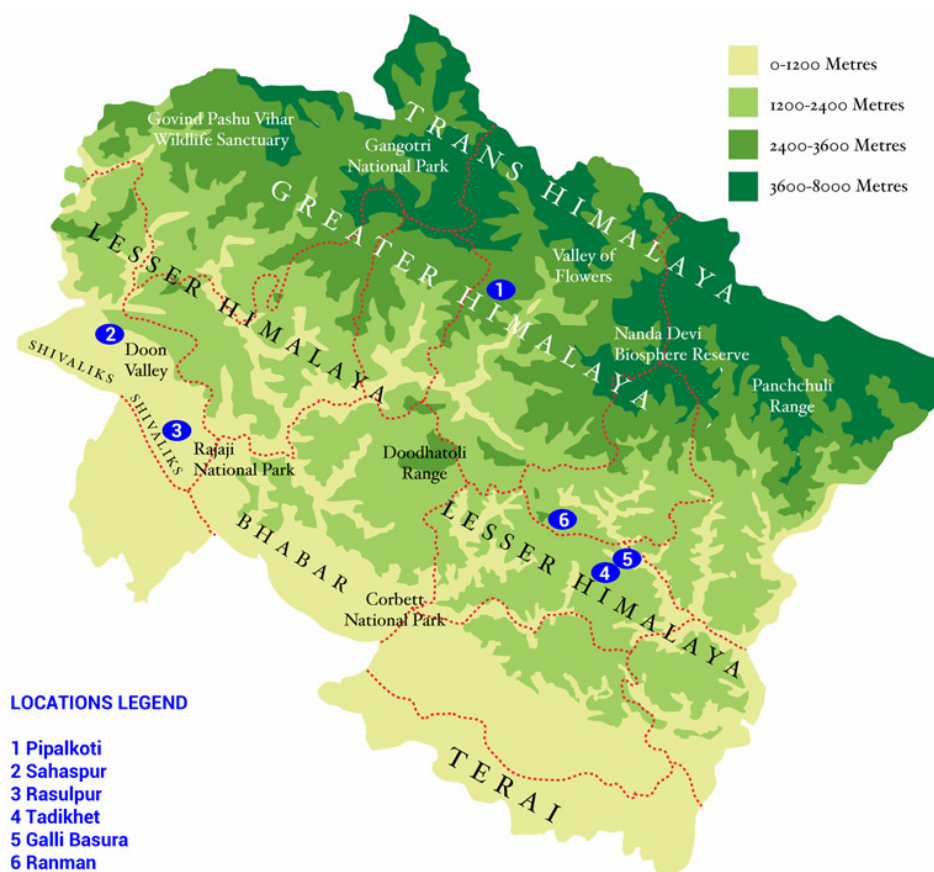 0-1200 Metres
1200-2400 Metres
2400-3600 Metres
3600-8000 Metres
TRANS HIMALAYA
Govind Pashu Vihar
Wildlife Sanctuary
Gangotri
National Park
GREATER HIMALAYA
LESSER HIMALAYA
Valley of
Flowers
1
2
Doon
Valley
SHIVALIKS
Nanda Devi
Biosphere Reserve
Panchchuli
Range
SHIVALIKS
3
Rajaji
National Park
Doodhatoli
Range
LESSER HIMALAYA
6
5
4
BHABAR
Corbett
National Park
TERAI
LOCATIONS LEGEND
1 Pipalkoti
2 Sahaspur
3 Rasulpur
4 Tadikhet
5 Galli Basura
6 Ranman